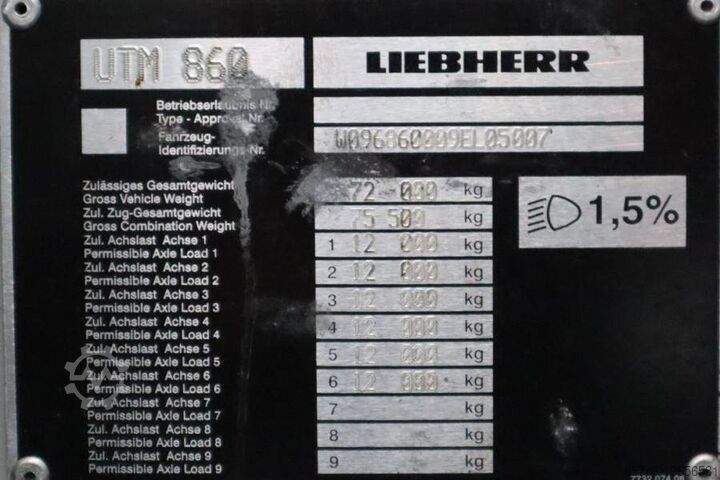 UTM 860
LIEBHERR
Betriebserlaubnis Nr.
Type - Approval Nr.
Fahrzeug-
Identifizierungs-Nr.
W096860009EL05007
Zulässiges Gesamtgewicht
Gross Vehicle Weight
72 000 kg
Zul. Zug-Gesamtgewicht
Gross Combination Weight
75 500 kg
1,5%
Zul. Achslast Achse 1
Permissible Axle Load 1
1 12 000 kg
Zul. Achslast Achse 2
Permissible Axle Load 2
2 12 000 kg
Zul. Achslast Achse 3
Permissible Axle Load 3
3 12 000 kg
Zul. Achslast Achse 4
Permissible Axle Load 4
4 12 000 kg
Zul. Achslast Achse 5
Permissible Axle Load 5
5 12 000 kg
Zul. Achslast Achse 6
Permissible Axle Load 6
6 12 000 kg
Zul. Achslast Achse 7
Permissible Axle Load 7
7 kg
Zul. Achslast Achse 8
Permissible Axle Load 8
8 kg
Zul. Achslast Achse 9
Permissible Axle Load 9
9 kg